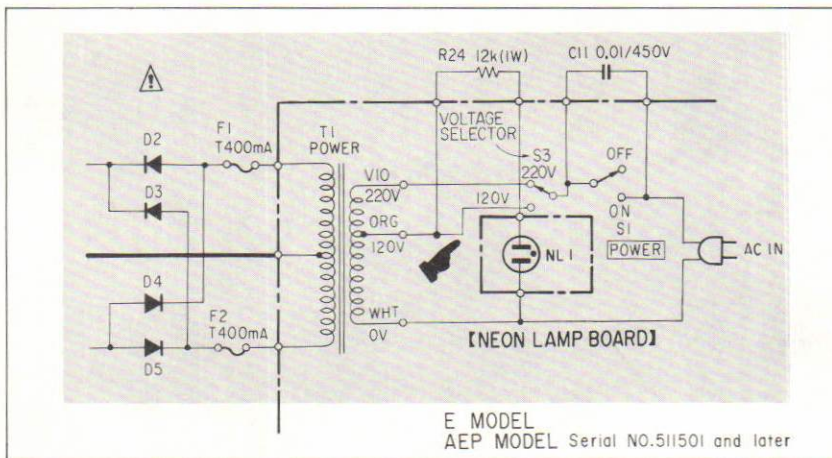 R24 12k(1W)
C11 0.01/450V
VOLTAGE
SELECTOR
D2
F1
T400mA
T1
POWER
S3
220V
OFF
VIO
220V
D3
120V
ORG
120V
ON
S1
POWER
AC IN
NL1
D4
F2
T400mA
WHT
0V
D5
【NEON LAMP BOARD】
E MODEL
AEP MODEL Serial NO.511501 and later